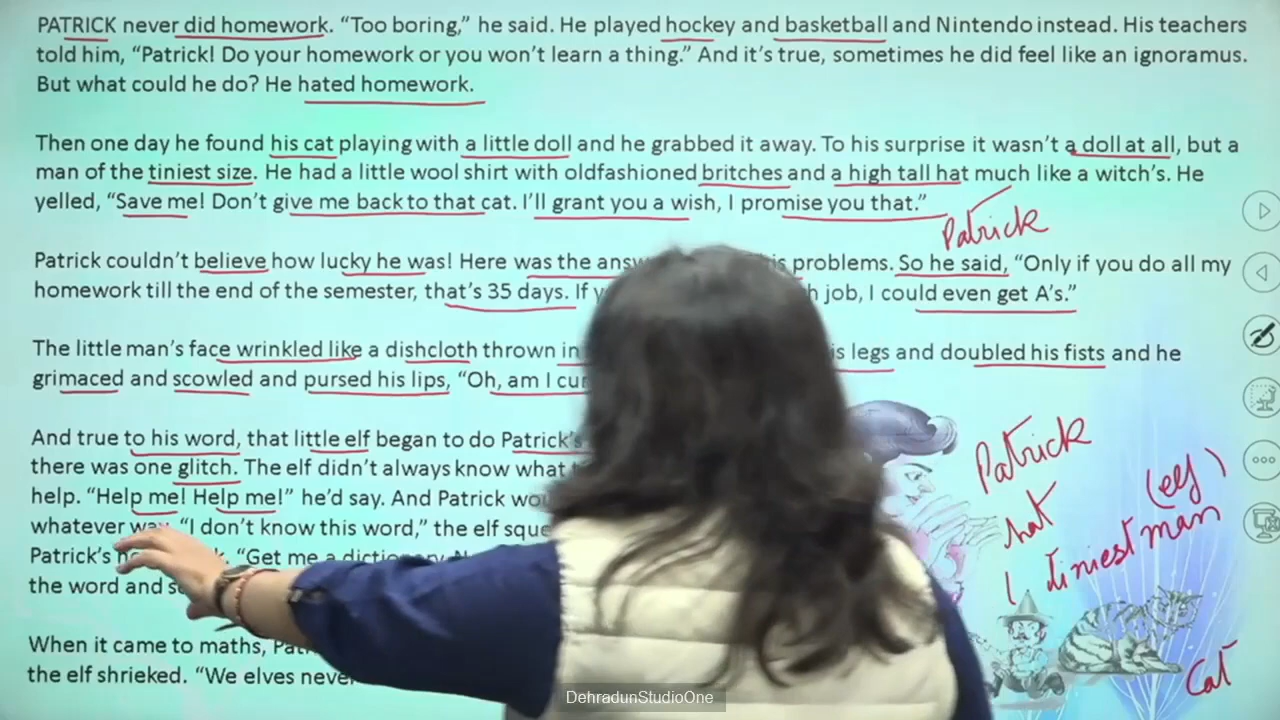 PATRICK never did homework. “Too boring,” he said. He played hockey and basketball and Nintendo instead. His teachers
told him, “Patrick! Do your homework or you won’t learn a thing.” And it’s true, sometimes he did feel like an ignoramus.
But what could he do? He hated homework.
Then one day he found his cat playing with a little doll and he grabbed it away. To his surprise it wasn’t a doll at all, but a
man of the tiniest size. He had a little wool shirt with oldfashioned britches and a high tall hat much like a witch’s. He
yelled, “Save me! Don’t give me back to that cat. I’ll grant you a wish, I promise you that.”
Patrick
Patrick couldn’t believe how lucky he was! Here was the problems. So he said, “Only if you do all my
homework till the end of the semester, that’s 35 days. If job, I could even get A’s.”
The little man’s face wrinkled like a dishcloth thrown in legs and doubled his fists and he
grimaced and scowled and pursed his lips, “Oh, am I
And true to his word, that little elf began to do Patrick’s
there was one glitch. The elf didn’t always know what
help. “Help me! Help me!” he’d say. And Patrick
whatever way. “I don’t know this word,” the elf
Patrick’s “Get me a dictionary.
the word and
When it came to maths,
the elf shrieked. “We elves
Patrick
hat
(elf)
tiniest man
Cat
DehradunStudioOne